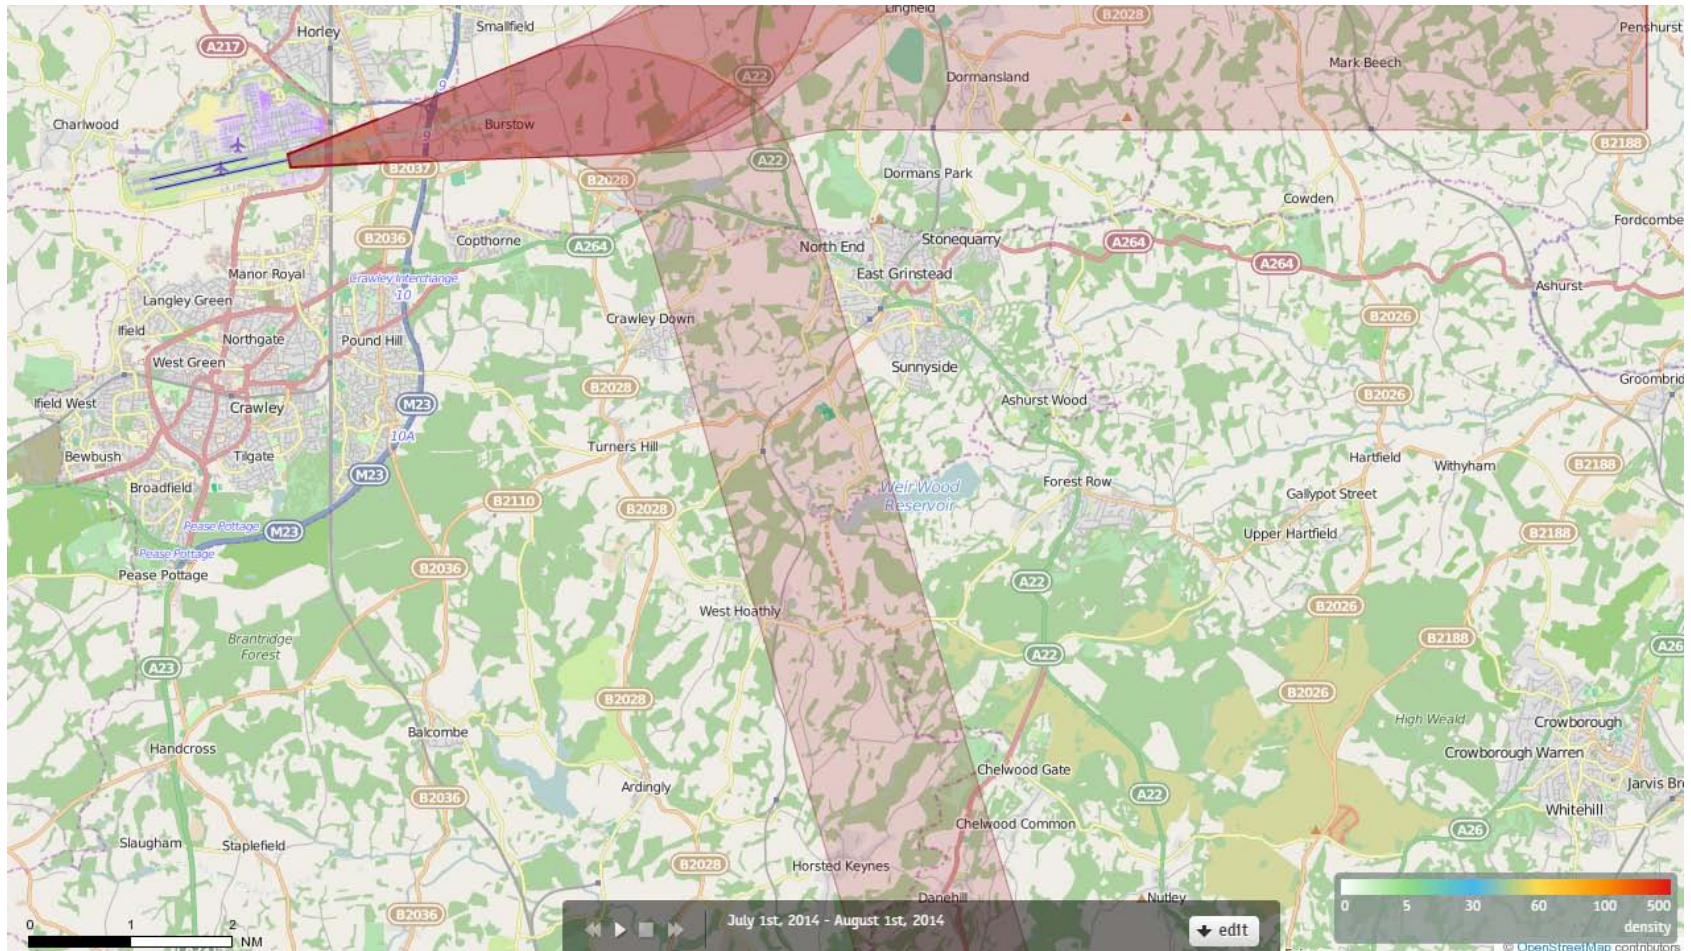 Lingfield
B2028
Penshurst
A217
Horley
Smallfield
9
A22
Mark Beech
Dormansland
Charlwood
Burstow
9
B2037
A22
B2188
B2028
Dormans Park
Cowden
Fordcombe
B2036
Copthorne
A264
North End
Stonequarry
A264
A264
Manor Royal
Crawley Interchange
10
East Grinstead
Ashurst
Langley Green
Crawley Down
B2026
Ifield
Northgate
Pound Hill
West Green
Sunnyside
B2028
Groombrid
Ifield West
Crawley
M23
Ashurst Wood
B2026
10A
Turners Hill
Bewbush
Tilgate
Hartfield
Withyham
B2188
M23
Broadfield
Weir Wood
Reservoir
Forest Row
Gallypot Street
B2110
B2028
Pease Pottage
M23
Upper Hartfield
B2188
Pease Pottage
Pease Pottage
B2036
A22
West Hoathly
B2026
Brantridge
Forest
B2188
A26
A23
A22
B2028
B2026
High Weald
Crowborough
Balcombe
Handcross
Crowborough Warren
Chelwood Gate
Ardingly
Jarvis Bro
B2036
A22
Whitehill
Chelwood Common
A26
Slaugham
Staplefield
B2028
Horsted Keynes
Danehill
Nutley
B2036
0 1 2 NM
July 1st, 2014 - August 1st, 2014
edit
0 5 30 60 100 500
density
© OpenStreetMap contributors